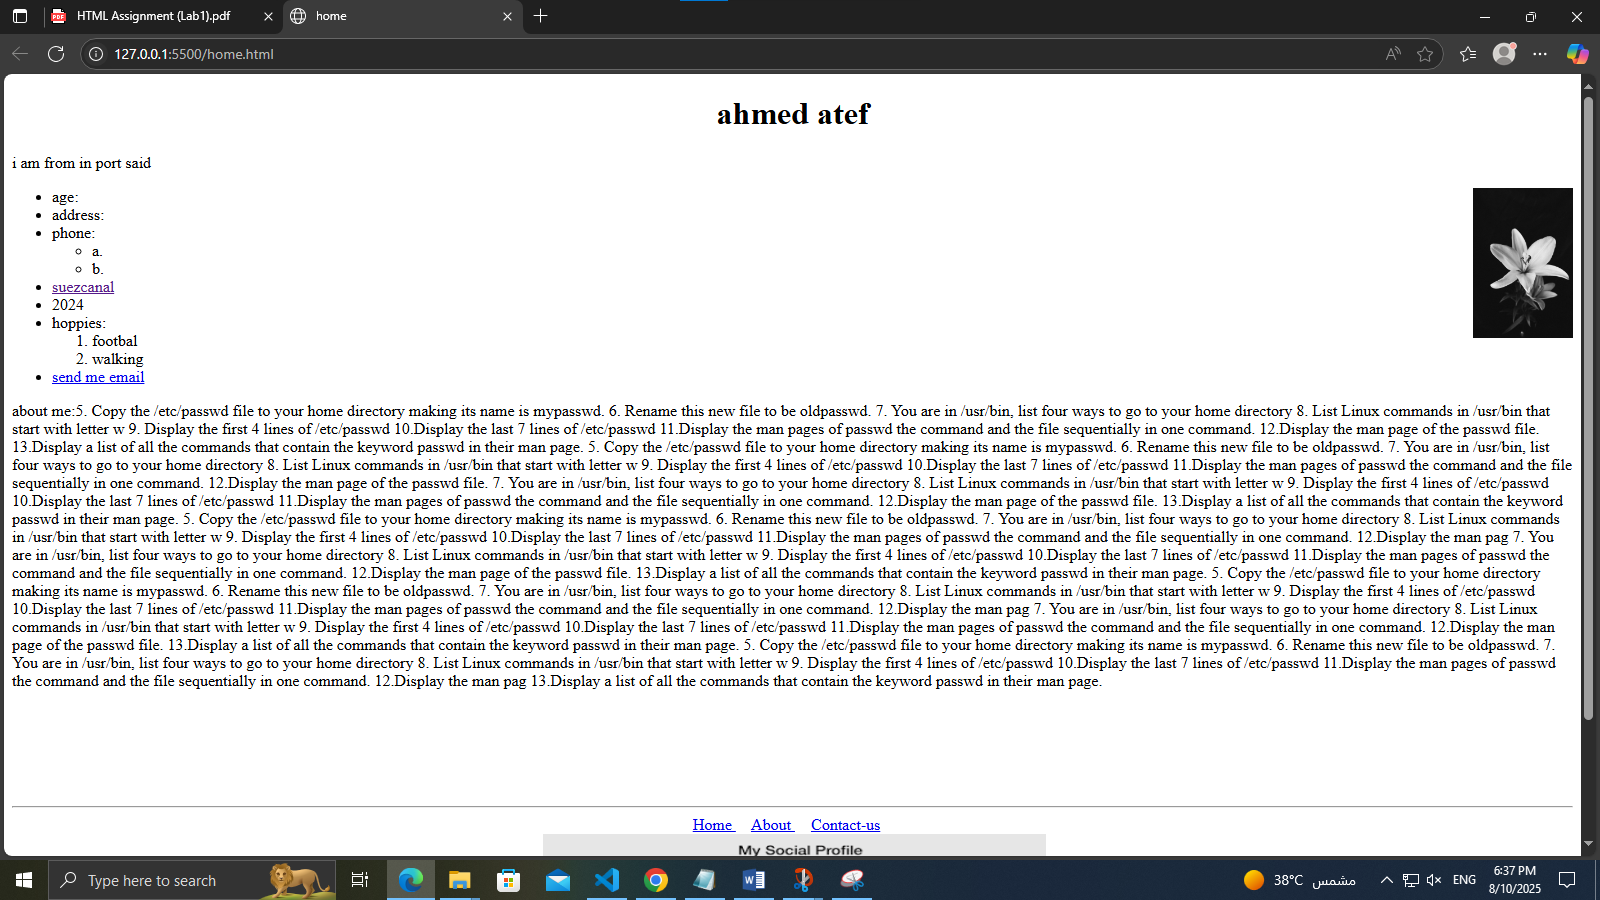 HTML Assignment (Lab1).pdf
home
127.0.0.1:5500/home.html
ahmed atef
i am from in port said
age:
address:
phone:
a.
b.
suezcanal
2024
hoppies:
1. footbal
2. walking
send me email
about me:5. Copy the /etc/passwd file to your home directory making its name is mypasswd. 6. Rename this new file to be oldpasswd. 7. You are in /usr/bin, list four ways to go to your home directory 8. List Linux commands in /usr/bin that
start with letter w 9. Display the first 4 lines of /etc/passwd 10.Display the last 7 lines of /etc/passwd 11.Display the man pages of passwd the command and the file sequentially in one command. 12.Display the man page of the passwd file.
13.Display a list of all the commands that contain the keyword passwd in their man page. 5. Copy the /etc/passwd file to your home directory making its name is mypasswd. 6. Rename this new file to be oldpasswd. 7. You are in /usr/bin, list
four ways to go to your home directory 8. List Linux commands in /usr/bin that start with letter w 9. Display the first 4 lines of /etc/passwd 10.Display the last 7 lines of /etc/passwd 11.Display the man pages of passwd the command and the file
sequentially in one command. 12.Display the man page of the passwd file. 7. You are in /usr/bin, list four ways to go to your home directory 8. List Linux commands in /usr/bin that start with letter w 9. Display the first 4 lines of /etc/passwd
10.Display the last 7 lines of /etc/passwd 11.Display the man pages of passwd the command and the file sequentially in one command. 12.Display the man page of the passwd file. 13.Display a list of all the commands that contain the keyword
passwd in their man page. 5. Copy the /etc/passwd file to your home directory making its name is mypasswd. 6. Rename this new file to be oldpasswd. 7. You are in /usr/bin, list four ways to go to your home directory 8. List Linux commands
in /usr/bin that start with letter w 9. Display the first 4 lines of /etc/passwd 10.Display the last 7 lines of /etc/passwd 11.Display the man pages of passwd the command and the file sequentially in one command. 12.Display the man pag 7. You
are in /usr/bin, list four ways to go to your home directory 8. List Linux commands in /usr/bin that start with letter w 9. Display the first 4 lines of /etc/passwd 10.Display the last 7 lines of /etc/passwd 11.Display the man pages of passwd the
command and the file sequentially in one command. 12.Display the man page of the passwd file. 13.Display a list of all the commands that contain the keyword passwd in their man page. 5. Copy the /etc/passwd file to your home directory
making its name is mypasswd. 6. Rename this new file to be oldpasswd. 7. You are in /usr/bin, list four ways to go to your home directory 8. List Linux commands in /usr/bin that start with letter w 9. Display the first 4 lines of /etc/passwd
10.Display the last 7 lines of /etc/passwd 11.Display the man pages of passwd the command and the file sequentially in one command. 12.Display the man pag 7. You are in /usr/bin, list four ways to go to your home directory 8. List Linux
commands in /usr/bin that start with letter w 9. Display the first 4 lines of /etc/passwd 10.Display the last 7 lines of /etc/passwd 11.Display the man pages of passwd the command and the file sequentially in one command. 12.Display the man
page of the passwd file. 13.Display a list of all the commands that contain the keyword passwd in their man page. 5. Copy the /etc/passwd file to your home directory making its name is mypasswd. 6. Rename this new file to be oldpasswd. 7.
You are in /usr/bin, list four ways to go to your home directory 8. List Linux commands in /usr/bin that start with letter w 9. Display the first 4 lines of /etc/passwd 10.Display the last 7 lines of /etc/passwd 11.Display the man pages of passwd
the command and the file sequentially in one command. 12.Display the man pag 13.Display a list of all the commands that contain the keyword passwd in their man page.
Home About Contact-us
My Social Profile
Type here to search
38°C مشمس
ENG
6:37 PM
8/10/2025